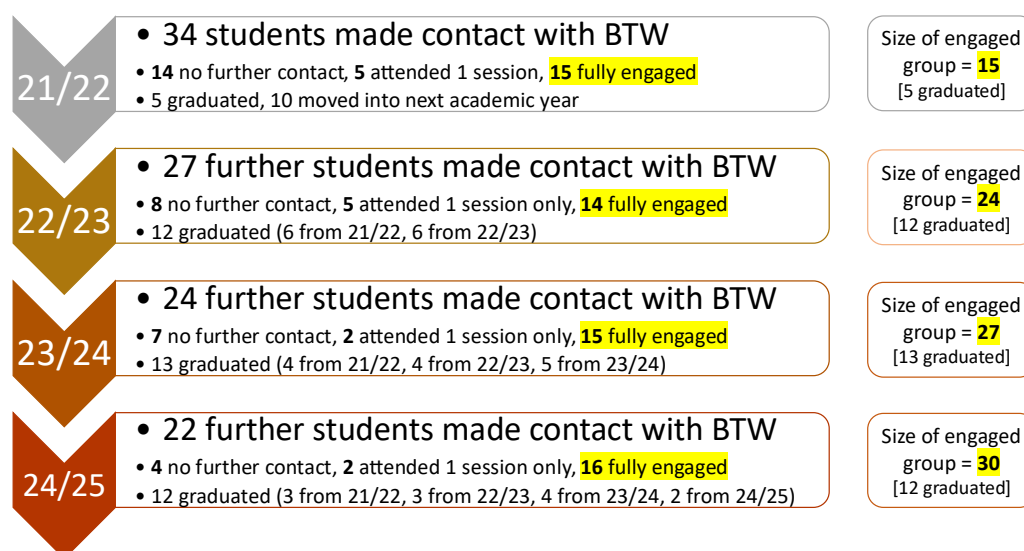 21/22
• 34 students made contact with BTW
• 14 no further contact, 5 attended 1 session, 15 fully engaged
• 5 graduated, 10 moved into next academic year
Size of engaged
group = 15
[5 graduated]
22/23
• 27 further students made contact with BTW
• 8 no further contact, 5 attended 1 session only, 14 fully engaged
• 12 graduated (6 from 21/22, 6 from 22/23)
Size of engaged
group = 24
[12 graduated]
23/24
• 24 further students made contact with BTW
• 7 no further contact, 2 attended 1 session only, 15 fully engaged
• 13 graduated (4 from 21/22, 4 from 22/23, 5 from 23/24)
Size of engaged
group = 27
[13 graduated]
24/25
• 22 further students made contact with BTW
• 4 no further contact, 2 attended 1 session only, 16 fully engaged
• 12 graduated (3 from 21/22, 3 from 22/23, 4 from 23/24, 2 from 24/25)
Size of engaged
group = 30
[12 graduated]